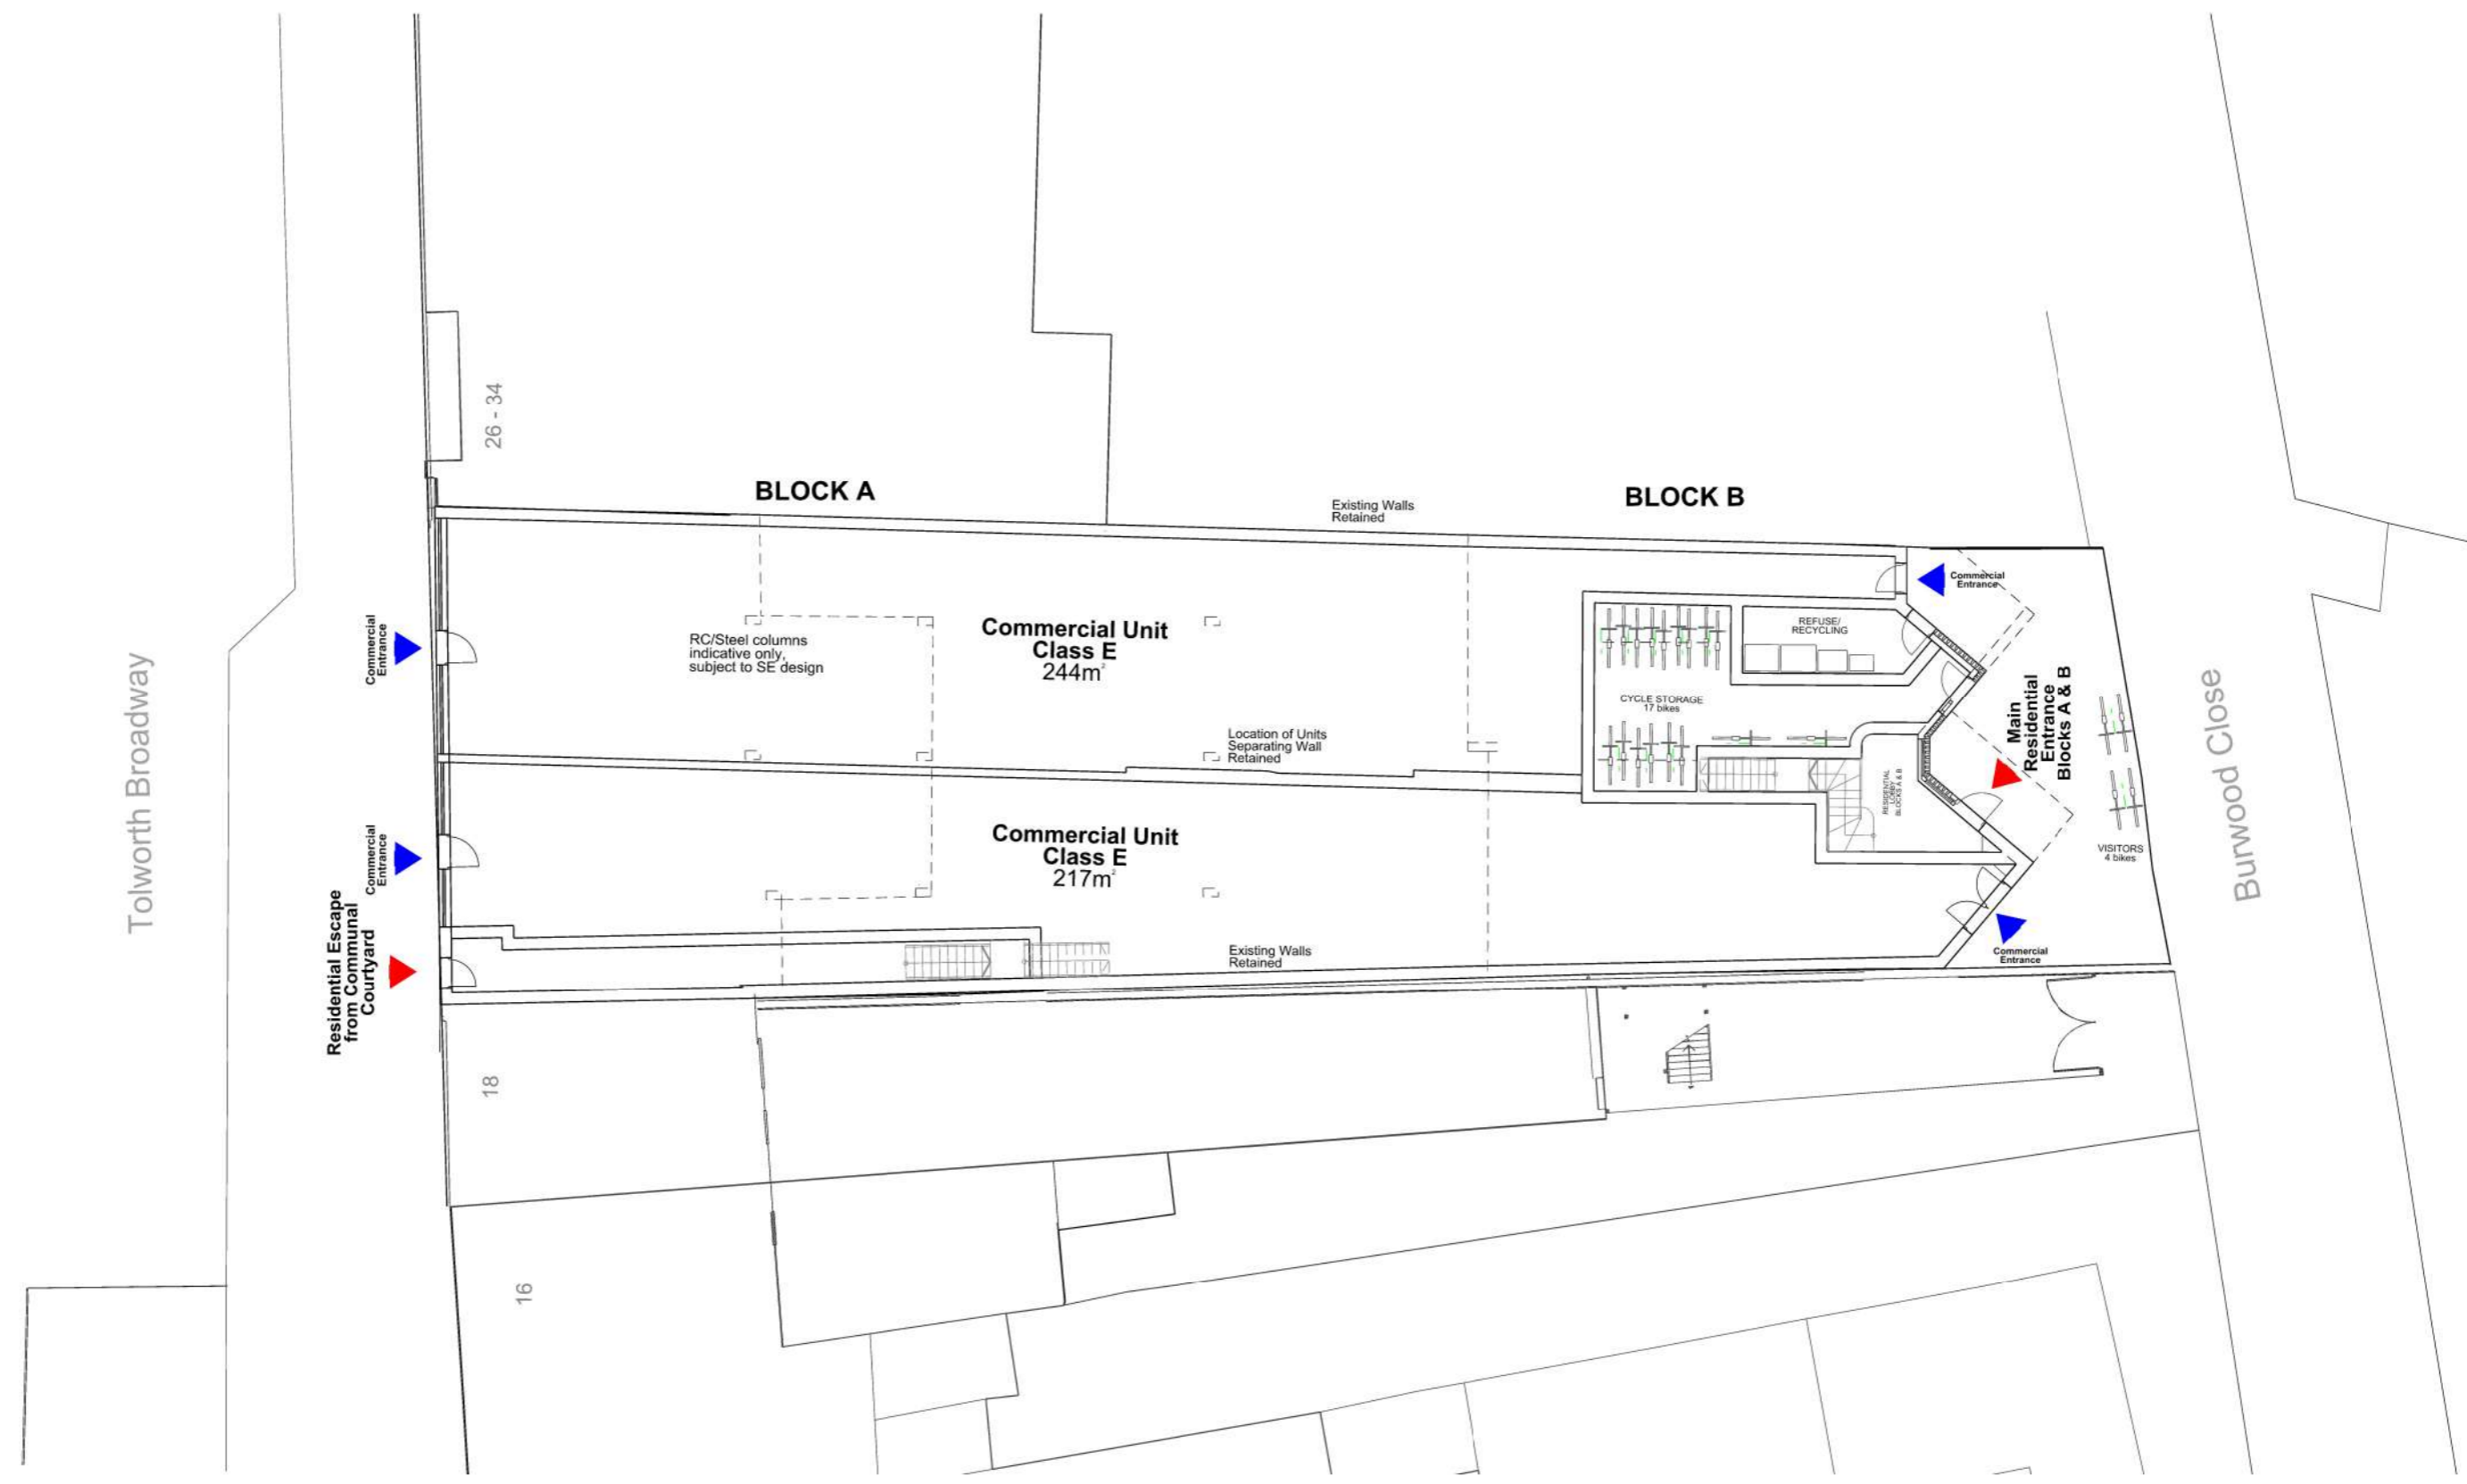 26 - 34
BLOCK A
BLOCK B
Existing Walls
Retained
Commercial
Entrance
Commercial
Entrance
RC/Steel columns
indicative only,
subject to SE design
Commercial Unit
Class E
244m²
REFUSE/
RECYCLING
CYCLE STORAGE
17 bikes
Location of Units
Separating Wall
Retained
RESIDENTIAL
LOBBY
BLOCKS A & B
Main
Residential
Entrance
Blocks A & B
Tolworth Broadway
Burwood Close
Commercial
Entrance
Commercial Unit
Class E
217m²
VISITORS
4 bikes
Residential Escape
from Communal
Courtyard
Existing Walls
Retained
Commercial
Entrance
18
16